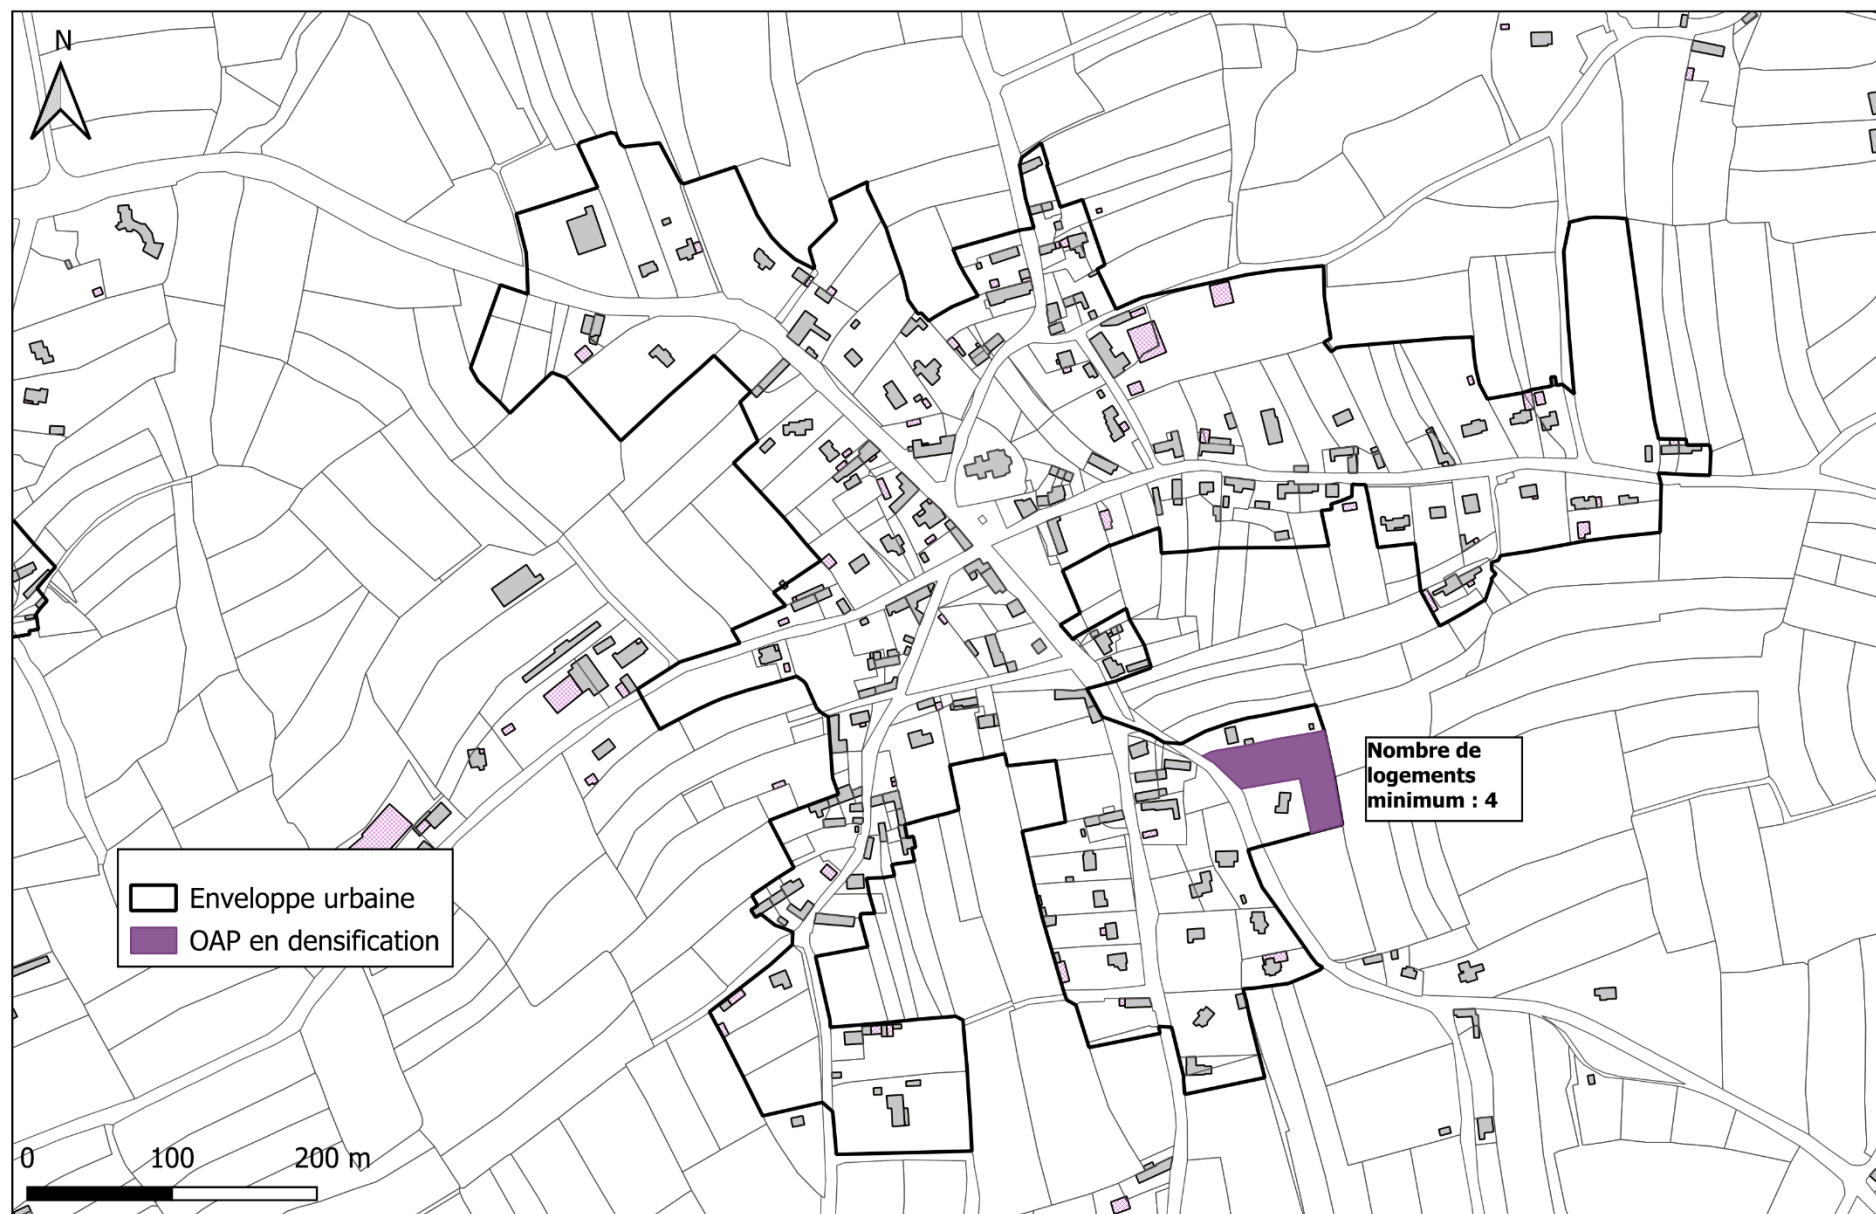 N
Nombre de
logements
minimum : 4
Enveloppe urbaine
OAP en densification
0 100 200 m